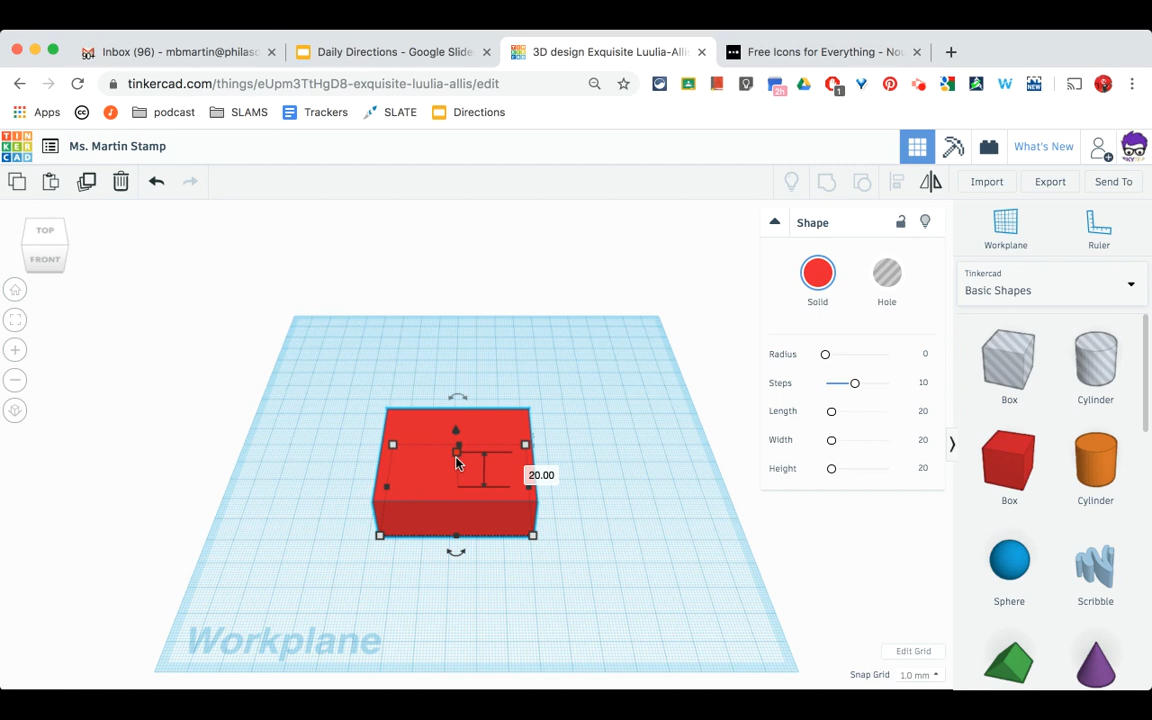 Inbox (96) - mbmartin@philasc
Daily Directions - Google Slide
3D design Exquisite Luulia-Allis
Free Icons for Everything - Nou
tinkercad.com/things/eUpm3TtHgD8-exquisite-luulia-allis/edit
Apps
podcast
SLAMS
Trackers
SLATE
Directions
TIN
KER
CAD
Ms. Martin Stamp
What's New
Import
Export
Send To
TOP
FRONT
Shape
Solid
Hole
Radius 0
Steps 10
Length 20
Width 20
Height 20
20.00
Workplane
Edit Grid
Snap Grid 1.0 mm
Workplane
Ruler
Tinkercad
Basic Shapes
Box
Cylinder
Box
Cylinder
Sphere
Scribble